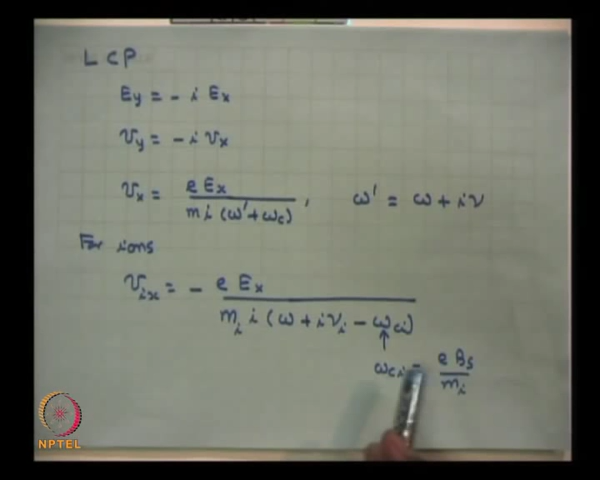 LCP
Ey = - i Ex
vy = - i vx
vx = e Ex / m i (ω' + ωc) , ω' = ω + iν
For ions
vix = - e Ex / mi i (ω + iνi - ωci)
↑
ωci = e Bs / mi
NPTEL